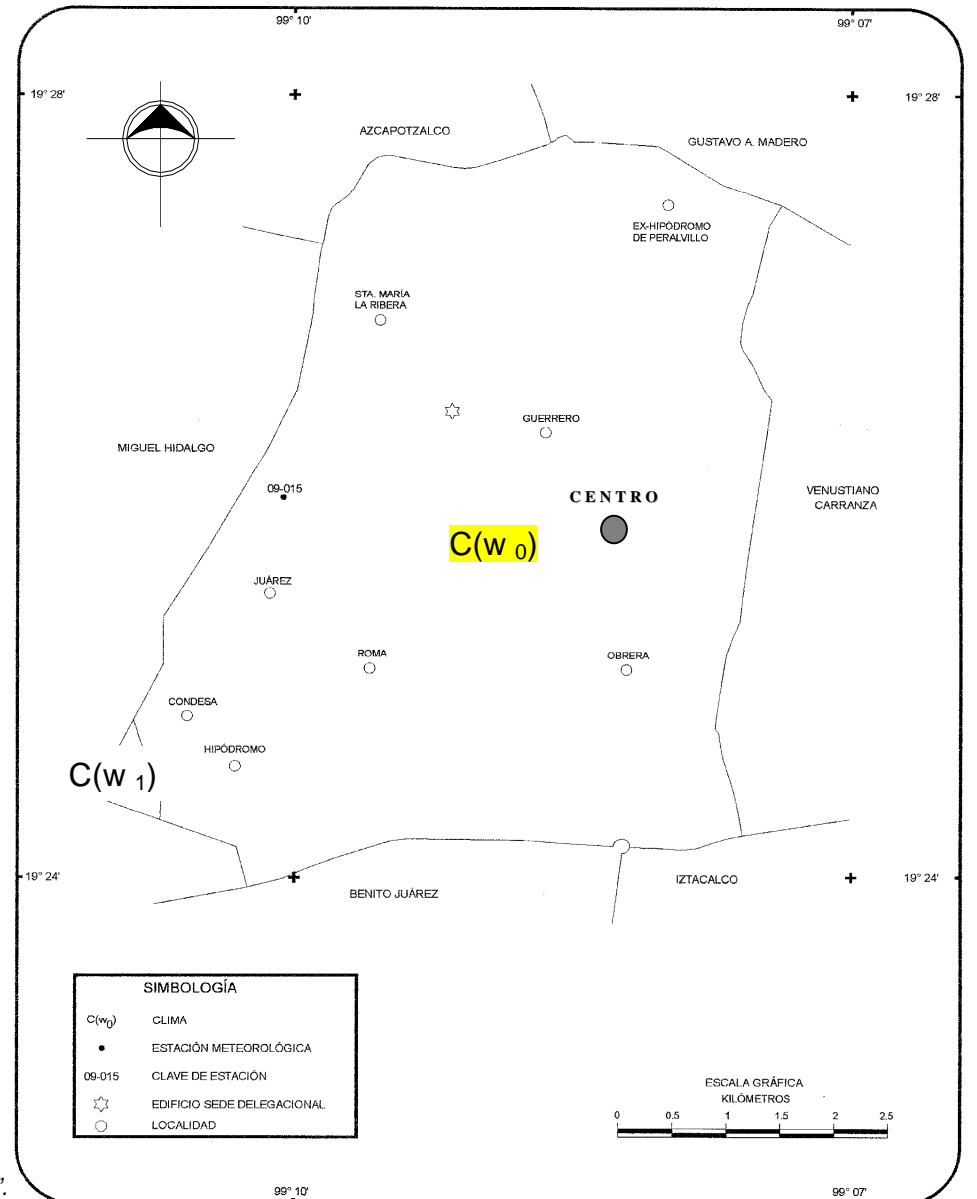 99° 10'
99° 07'
19° 28'
19° 28'
AZCAPOTZALCO
GUSTAVO A. MADERO
EX-HIPÓDROMO
DE PERALVILLO
STA. MARÍA
LA RIBERA
GUERRERO
MIGUEL HIDALGO
09-015
CENTRO
VENUSTIANO
CARRANZA
C(w 0)
JUÁREZ
ROMA
OBRERA
CONDESA
HIPÓDROMO
C(w 1)
19° 24'
19° 24'
BENITO JUÁREZ
IZTACALCO
SIMBOLOGÍA
C(w0) CLIMA
ESTACIÓN METEOROLÓGICA
09-015 CLAVE DE ESTACIÓN
EDIFICIO SEDE DELEGACIONAL
LOCALIDAD
ESCALA GRÁFICA
KILÓMETROS
0 0.5 1 1.5 2 2.5
99° 10'
99° 07'